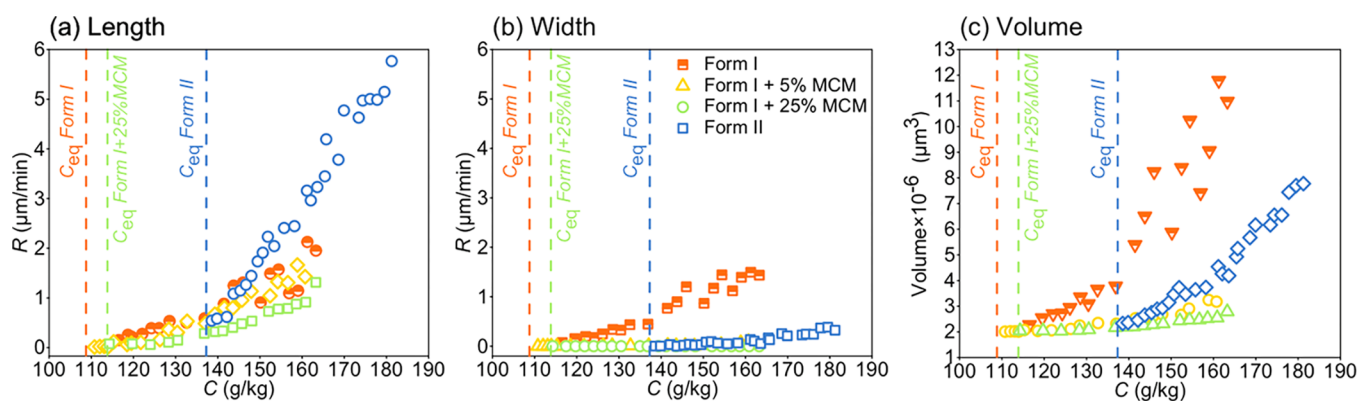 (a) Length
6
5
4
3
2
1
0
R (μm/min)
Ceq Form I
Ceq Form I+25%MCM
Ceq Form II
100 110 120 130 140 150 160 170 180 190
C (g/kg)
(b) Width
6
5
4
3
2
1
0
R (μm/min)
Ceq Form I
Ceq Form I+25%MCM
Ceq Form II
Form I
Form I + 5% MCM
Form I + 25% MCM
Form II
100 110 120 130 140 150 160 170 180 190
C (g/kg)
(c) Volume
13
12
11
10
9
8
7
6
5
4
3
2
1
Volume×10-6 (μm3)
Ceq Form I
Ceq Form I+25%MCM
Ceq Form II
100 110 120 130 140 150 160 170 180 190
C (g/kg)